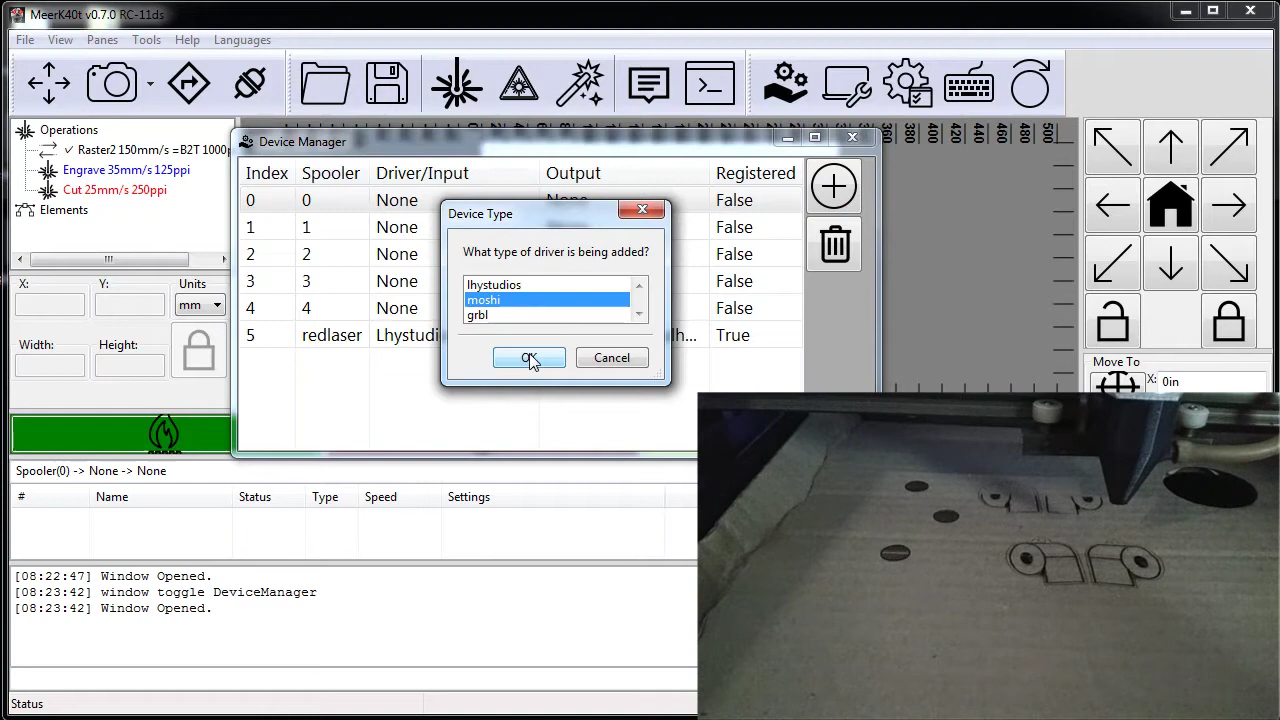 MeerK40t v0.7.0 RC-11ds
File View Panes Tools Help Languages
Operations
Raster2.150mm/s =B2T 1000p
Engrave 35mm/s 125ppi
Cut 25mm/s 250ppi
Elements
X: Y: Units
mm
Width: Height:
Device Manager
Index Spooler Driver/Input Output Registered
0 0 None None False
1 1 None False
2 2 None False
3 3 None False
4 4 None False
5 redlaser Lhystudi lh... True
Device Type
What type of driver is being added?
lhystudios
moshi
grbl
OK Cancel
500
Move To
X: 0in
Spooler(0) -> None -> None
# Name Status Type Speed Settings
[08:22:47] Window Opened.
[08:23:42] window toggle DeviceManager
[08:23:42] Window Opened.
Status